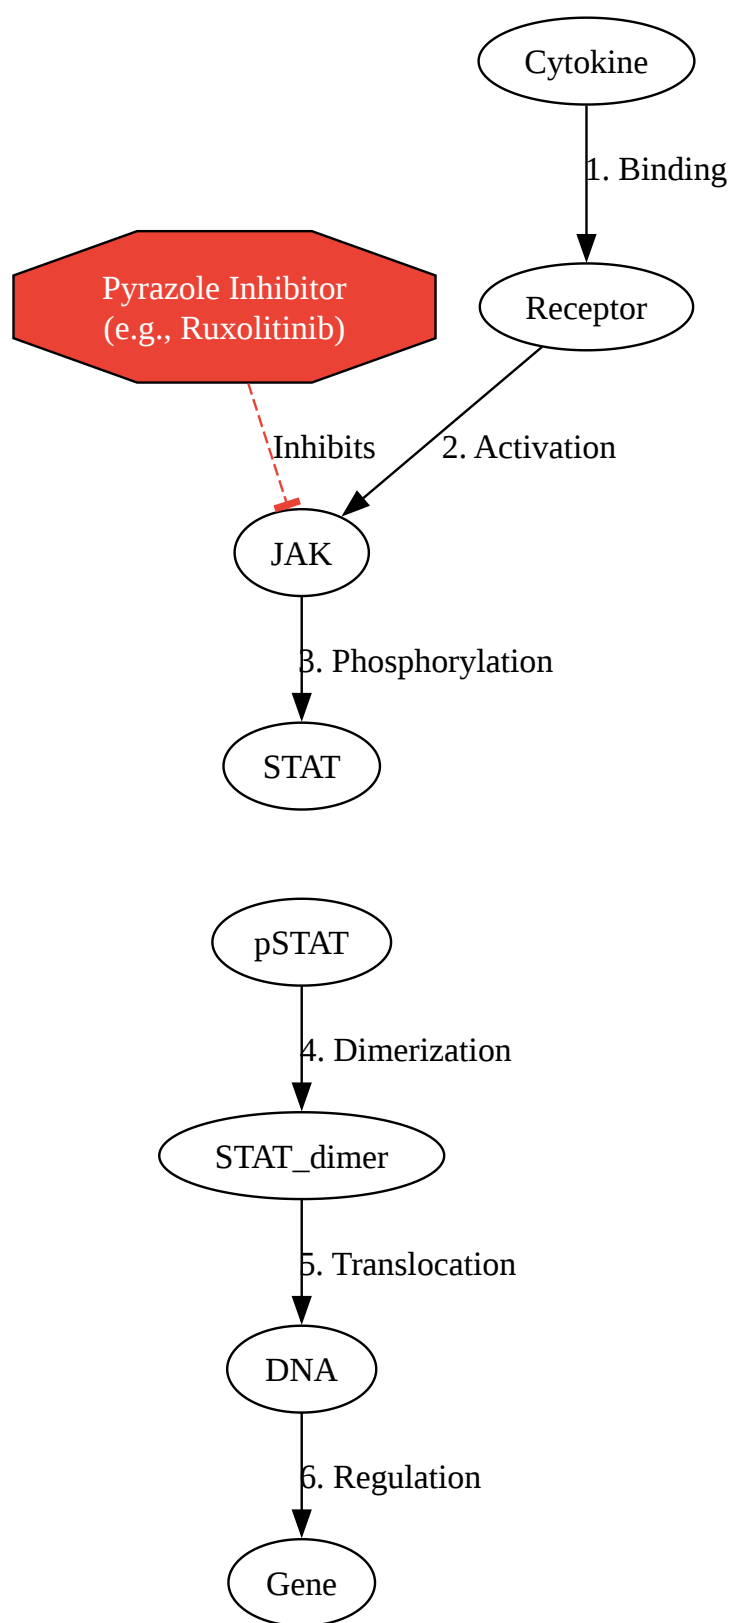 Cytokine
1. Binding
Pyrazole Inhibitor
(e.g., Ruxolitinib)
Receptor
Inhibits
2. Activation
JAK
3. Phosphorylation
STAT
pSTAT
4. Dimerization
STAT_dimer
5. Translocation
DNA
6. Regulation
Gene